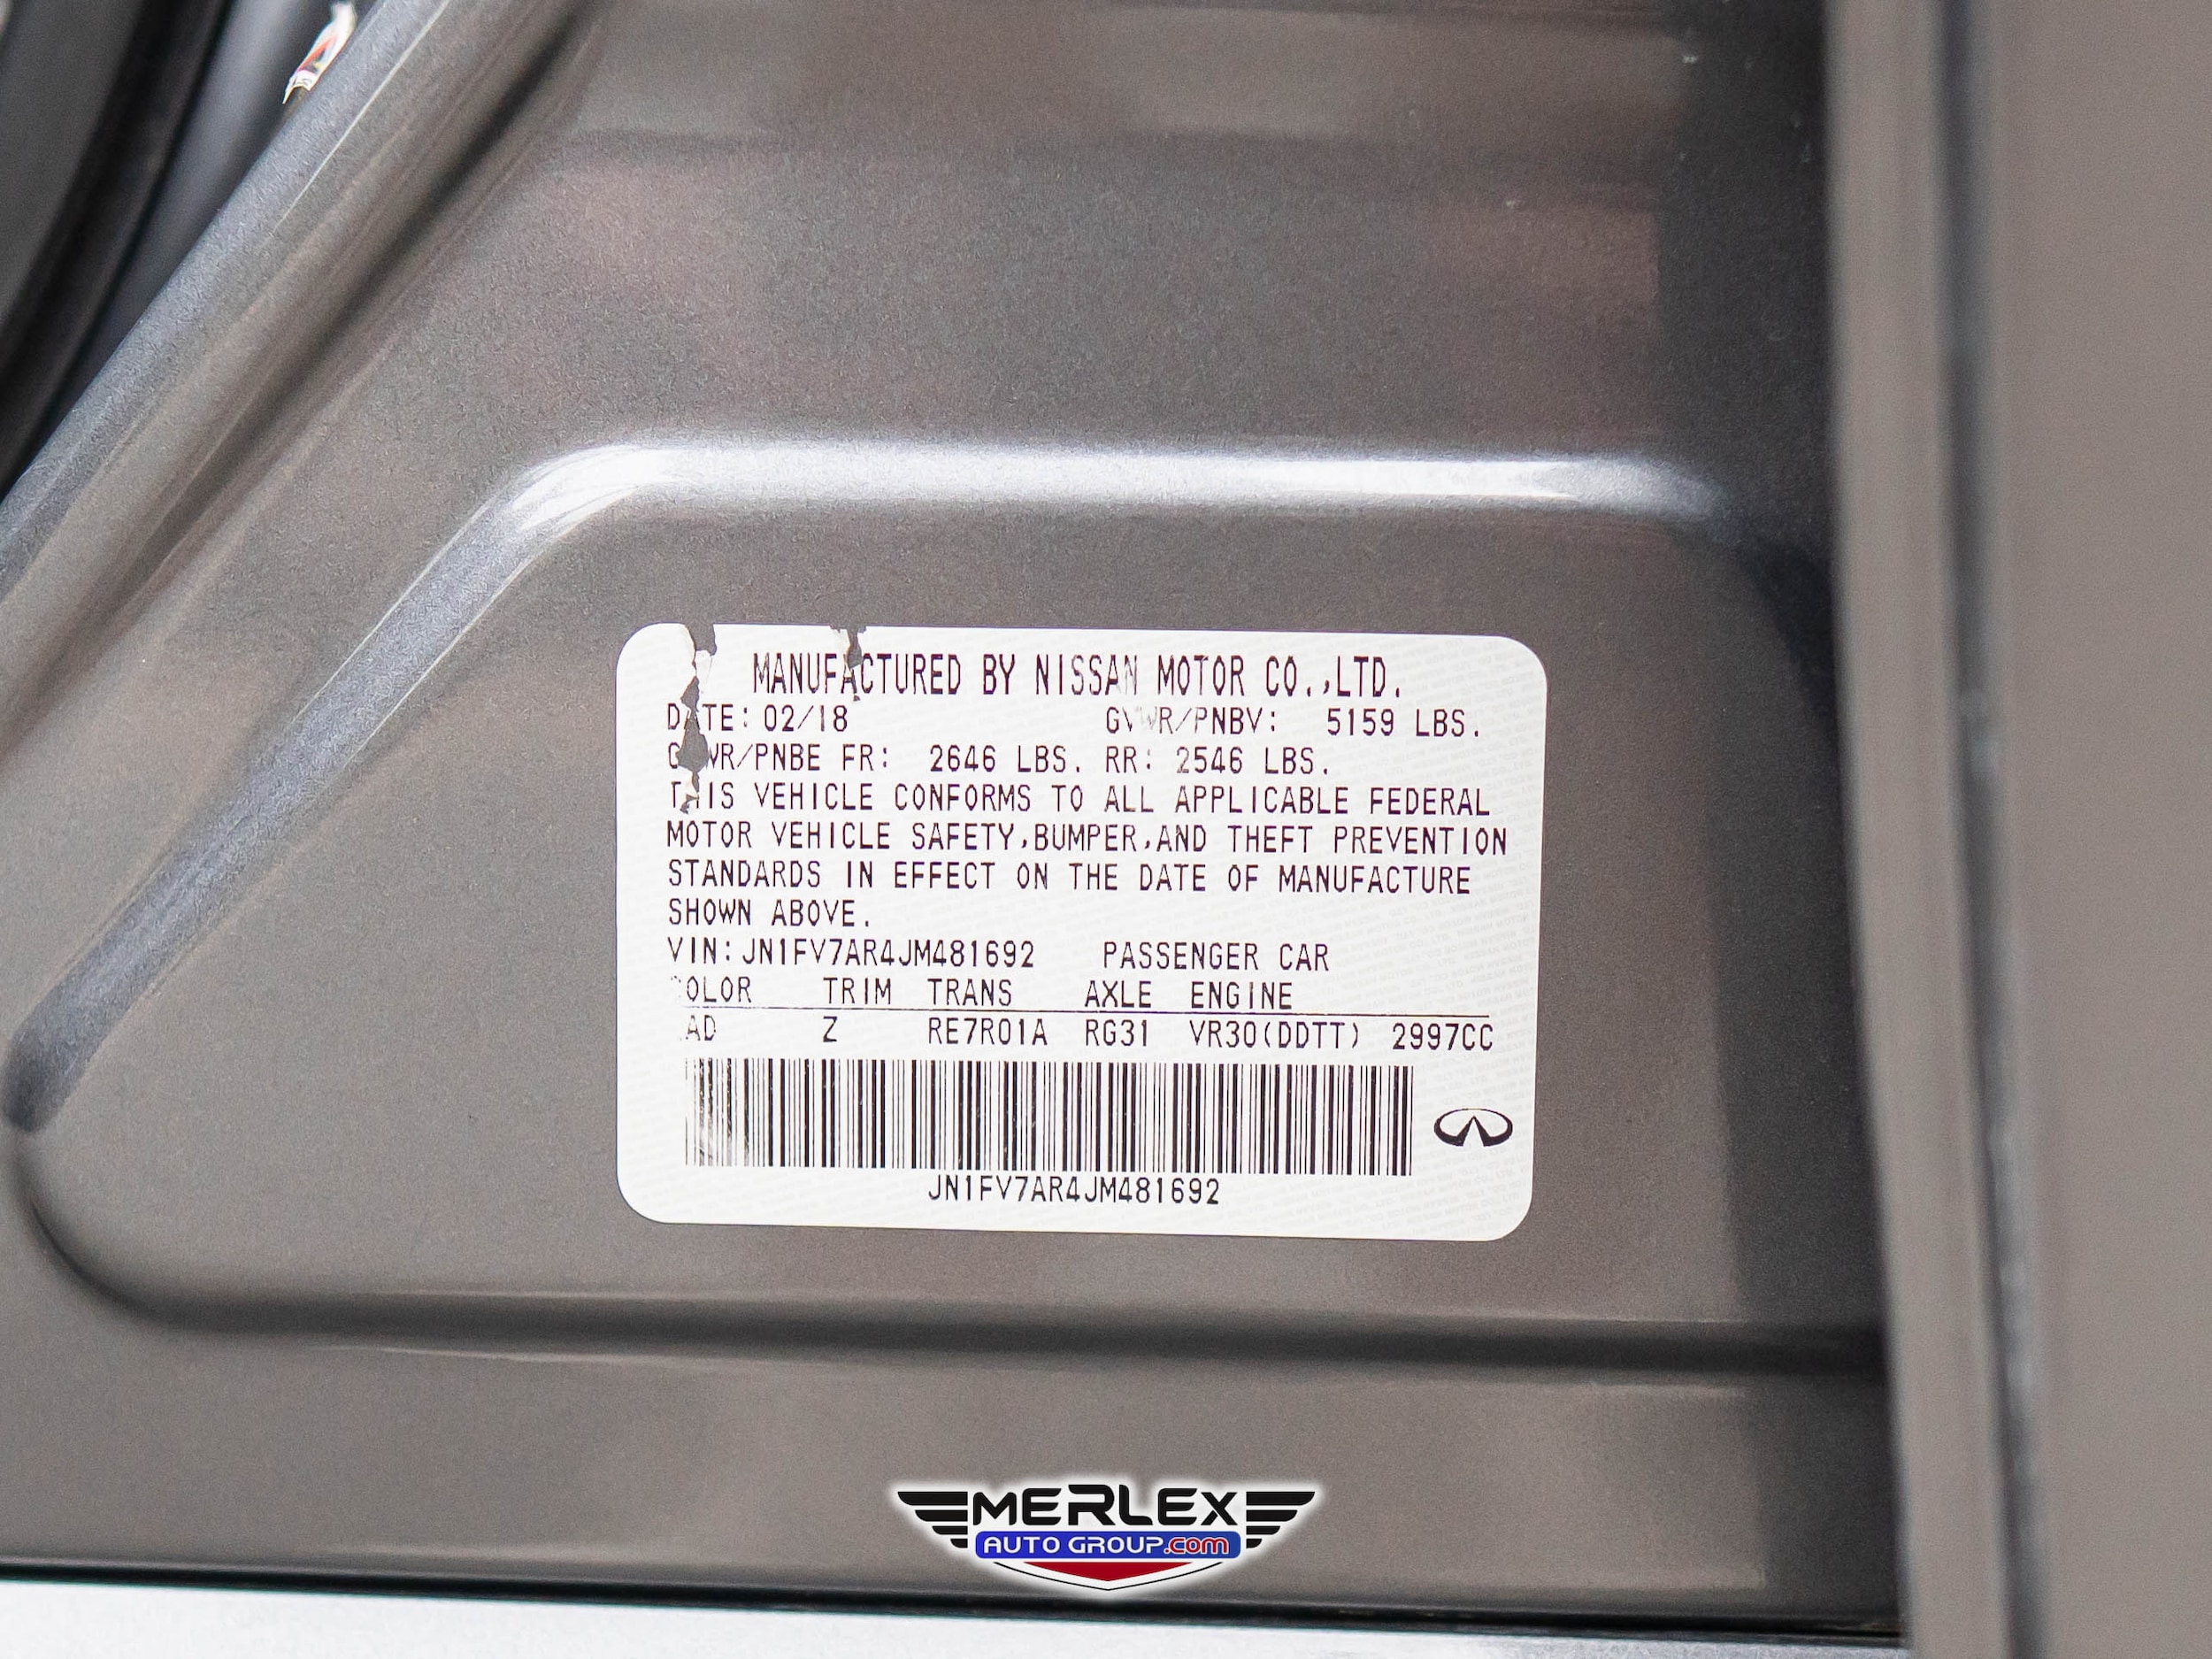 MANUFACTURED BY NISSAN MOTOR CO.,LTD.
DATE: 02/18 GVWR/PNBV: 5159 LBS.
GAWR/PNBE FR: 2646 LBS. RR: 2546 LBS.
THIS VEHICLE CONFORMS TO ALL APPLICABLE FEDERAL
MOTOR VEHICLE SAFETY,BUMPER,AND THEFT PREVENTION
STANDARDS IN EFFECT ON THE DATE OF MANUFACTURE
SHOWN ABOVE.
VIN:JN1FV7AR4JM481692 PASSENGER CAR
COLOR TRIM TRANS AXLE ENGINE
Z RE7R01A RG31 VR30(DDTT) 2997CC
JN1FV7AR4JM481692
MERLEX
AUTO GROUP.com